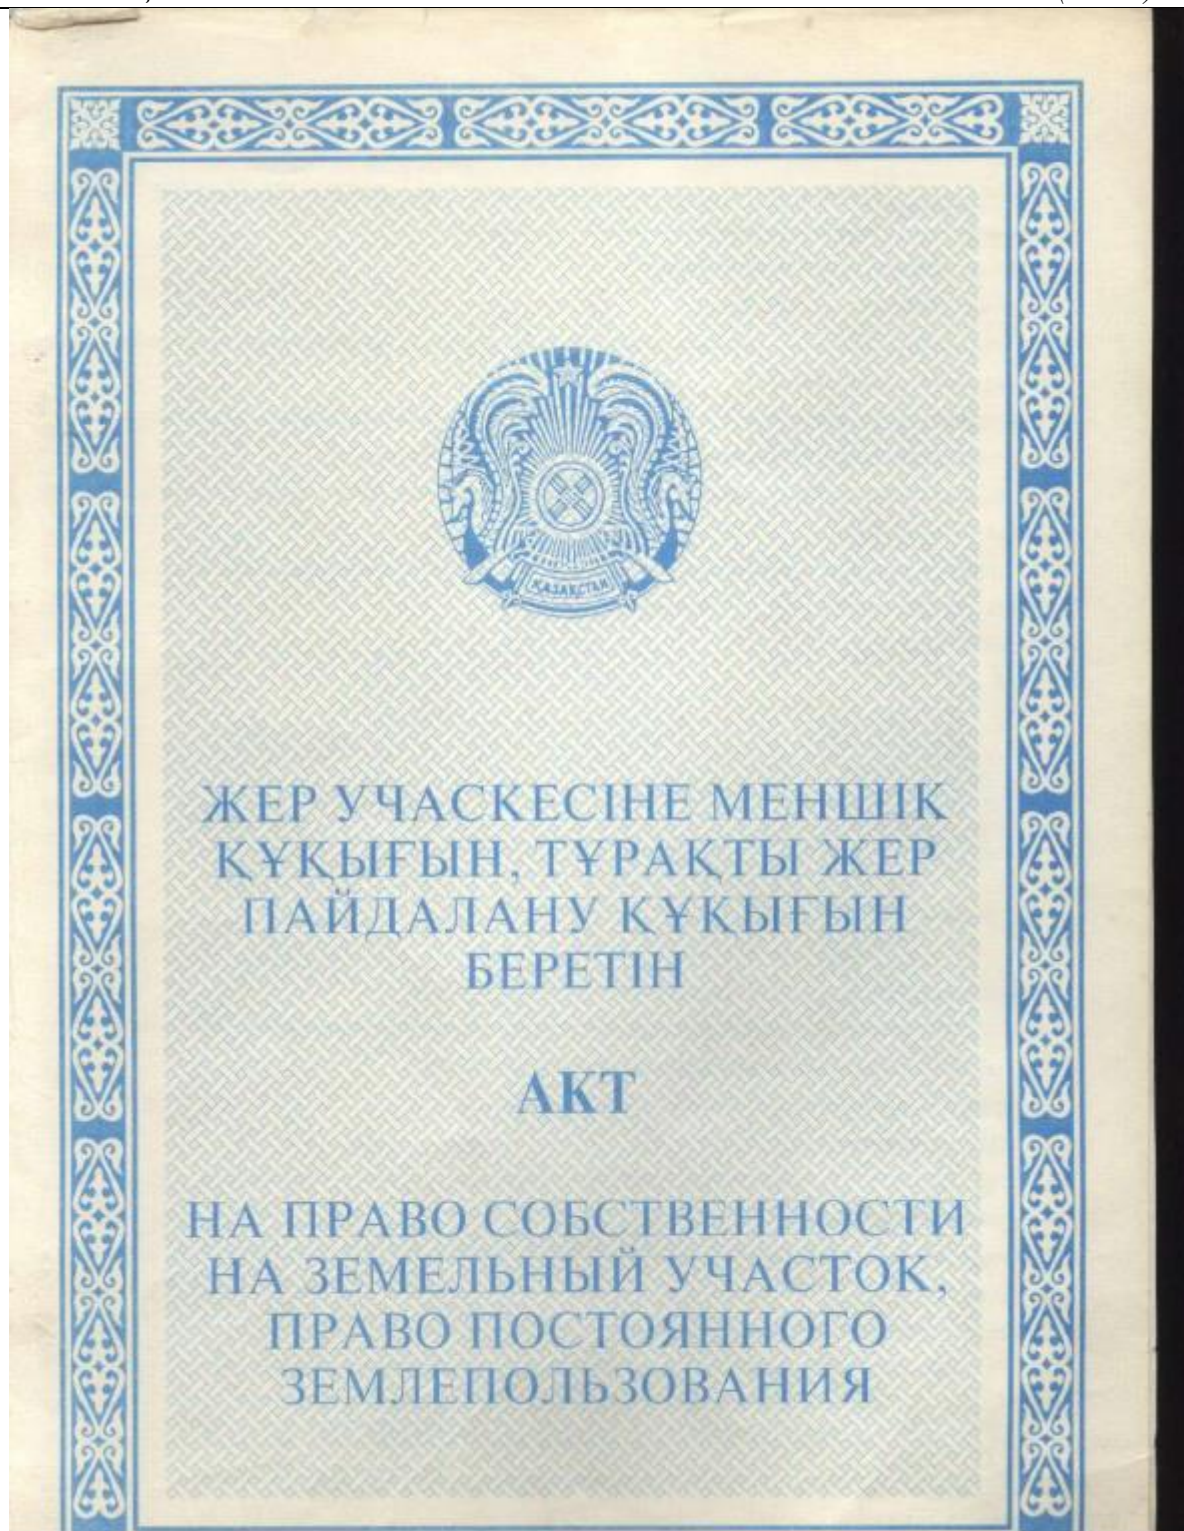 ҚАЗАҚСТАН
ЖЕР УЧАСКЕСІНЕ МЕНШІК
ҚҰҚЫҒЫН, ТҰРАҚТЫ ЖЕР
ПАЙДАЛАНУ ҚҰҚЫҒЫН
БЕРЕТІН
АКТ
НА ПРАВО СОБСТВЕННОСТИ
НА ЗЕМЕЛЬНЫЙ УЧАСТОК,
ПРАВО ПОСТОЯННОГО
ЗЕМЛЕПОЛЬЗОВАНИЯ